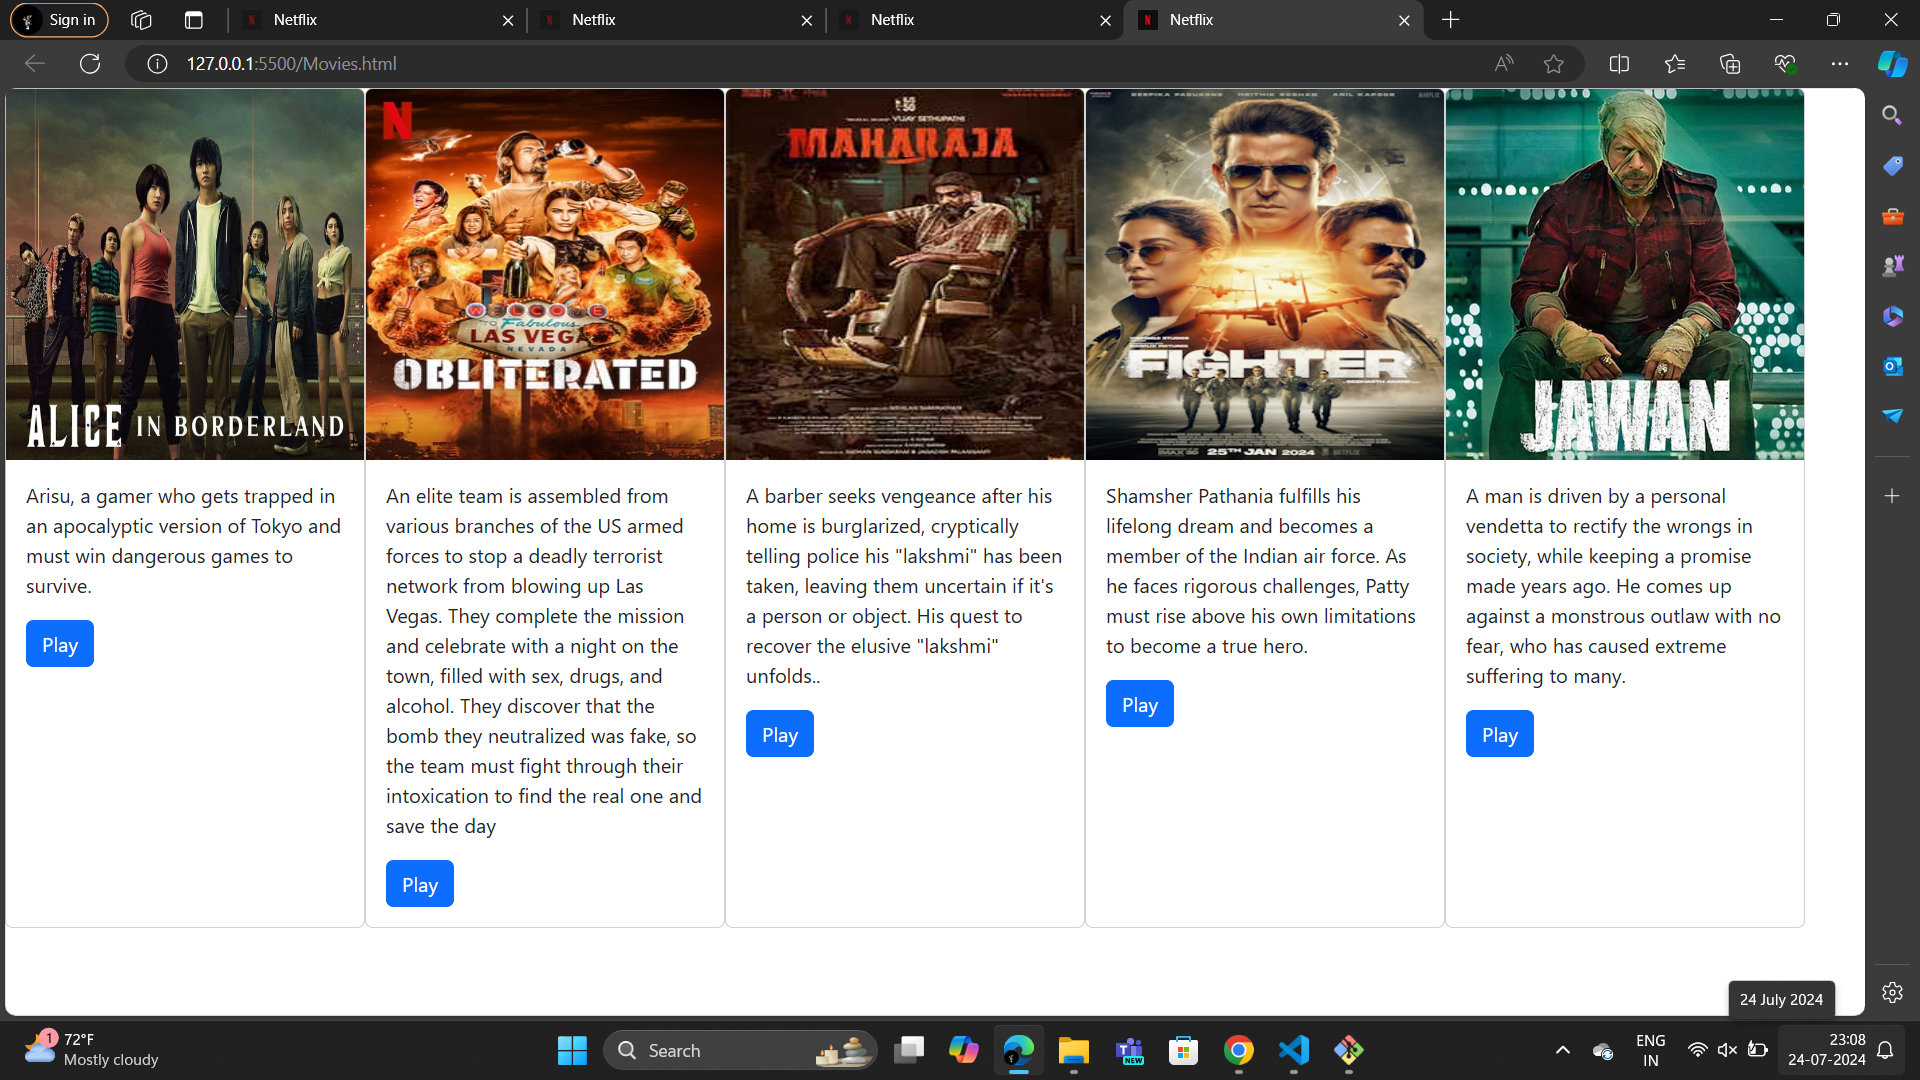 Sign in
Netflix
Netflix
Netflix
Netflix
127.0.0.1:5500/Movies.html
ALICE IN BORDERLAND
Arisu, a gamer who gets trapped in
an apocalyptic version of Tokyo and
must win dangerous games to
survive.
Play
N
WELCOME
TO Fabulous
LAS VEGA
NEVADA
OBLITERATED
An elite team is assembled from
various branches of the US armed
forces to stop a deadly terrorist
network from blowing up Las
Vegas. They complete the mission
and celebrate with a night on the
town, filled with sex, drugs, and
alcohol. They discover that the
bomb they neutralized was fake, so
the team must fight through their
intoxication to find the real one and
save the day
Play
VIJAY SETHUPATHI
MAHARAJA
A barber seeks vengeance after his
home is burglarized, cryptically
telling police his "lakshmi" has been
taken, leaving them uncertain if it's
a person or object. His quest to
recover the elusive "lakshmi"
unfolds..
Play
DEEPIKA PADUKONE HRITHIK ROSHAN ANIL KAPOOR
FIGHTER
25TH JAN 2024
Shamsher Pathania fulfills his
lifelong dream and becomes a
member of the Indian air force. As
he faces rigorous challenges, Patty
must rise above his own limitations
to become a true hero.
Play
JAWAN
A man is driven by a personal
vendetta to rectify the wrongs in
society, while keeping a promise
made years ago. He comes up
against a monstrous outlaw with no
fear, who has caused extreme
suffering to many.
Play
24 July 2024
1
72°F
Mostly cloudy
Search
NEW
ENG
IN
23:08
24-07-2024